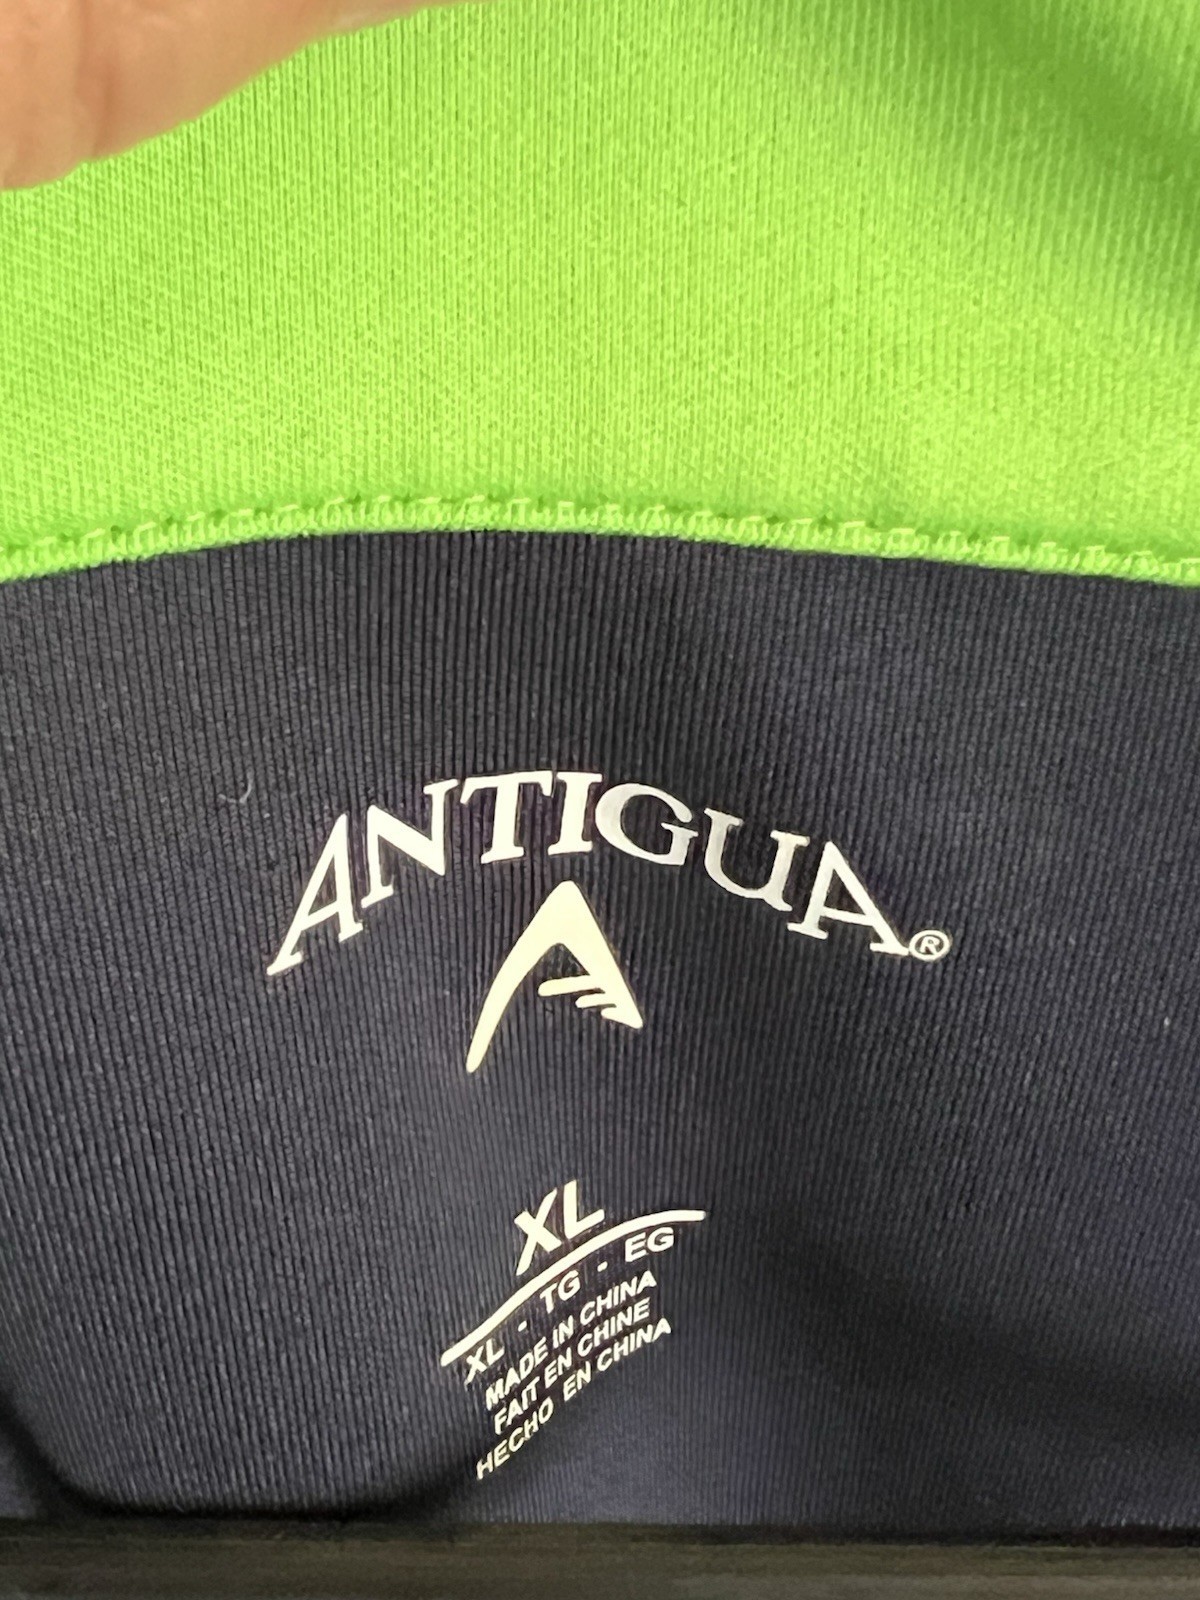 ANTIGUA®
XL
XL - TG - EG
MADE IN CHINA
FAIT EN CHINE
HECHO EN CHINA